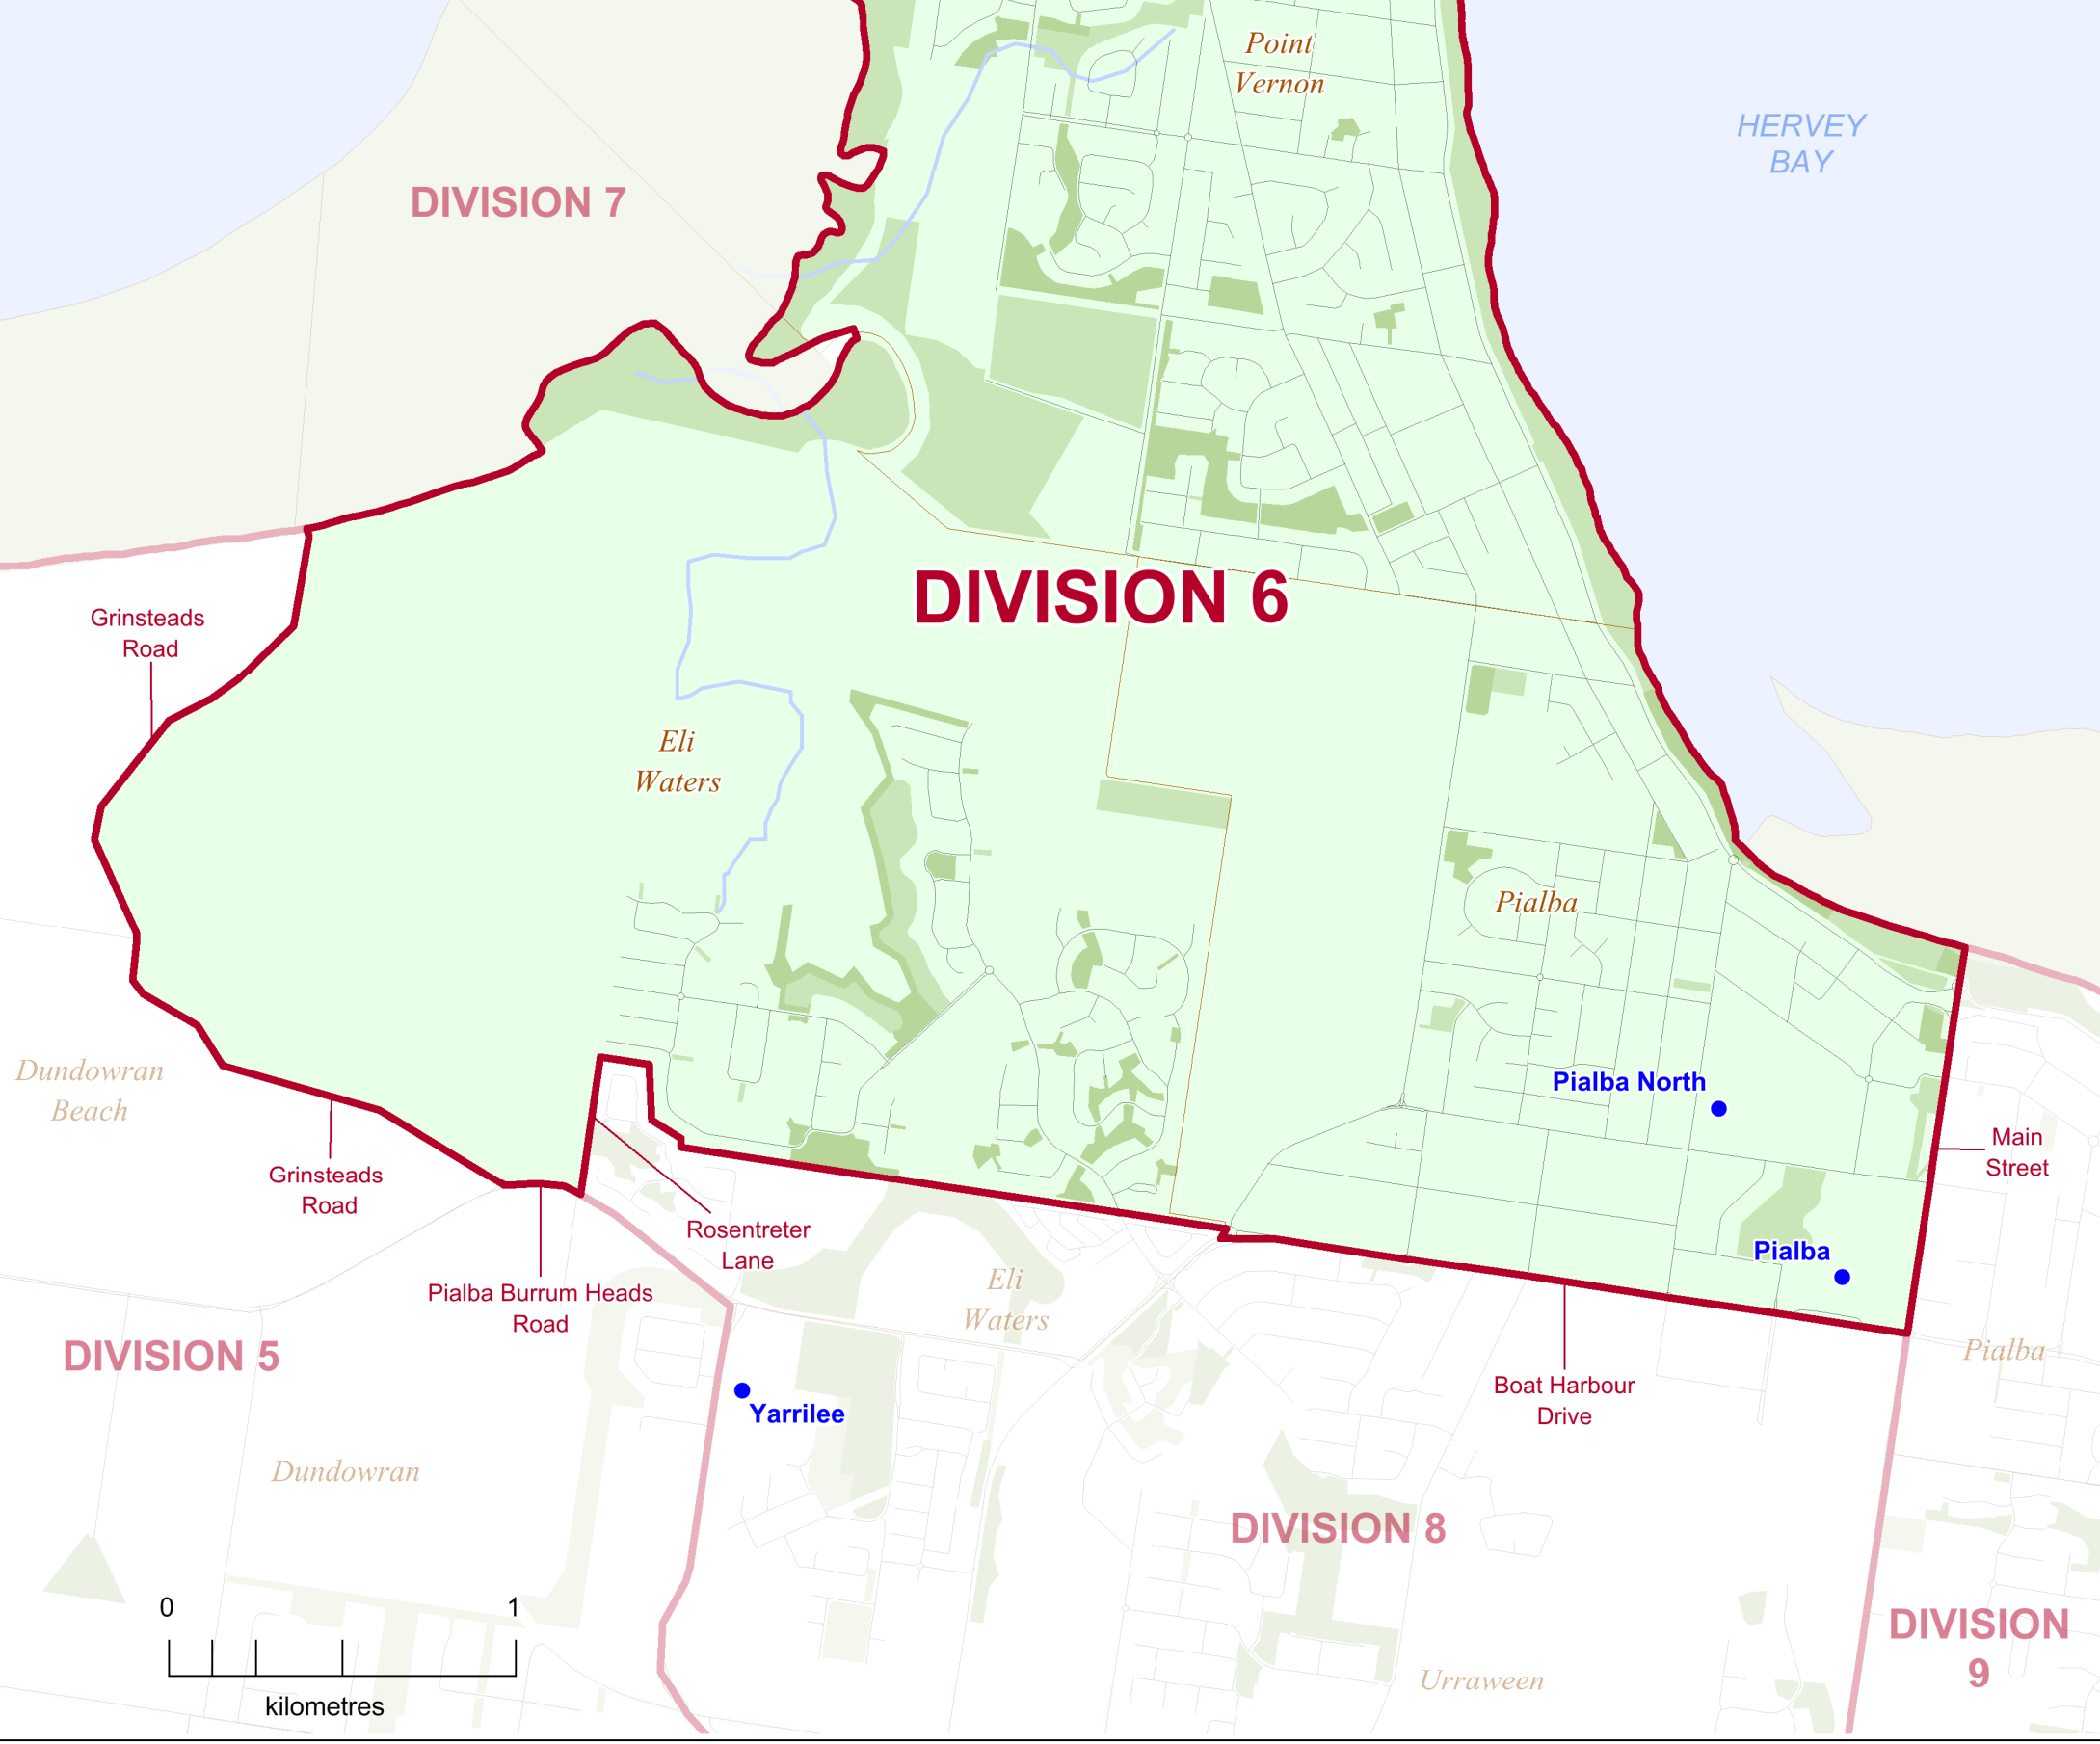 Point
Vernon
HERVEY
BAY
DIVISION 7
DIVISION 6
Grinsteads
Road
Eli
Waters
Pialba
Dundowran
Beach
Pialba North
Main
Street
Grinsteads
Road
Rosentreter
Lane
Pialba
Pialba Burrum Heads
Road
Eli
Waters
DIVISION 5
Pialba
Boat Harbour
Drive
Yarrilee
Dundowran
DIVISION 8
0 1
kilometres
DIVISION
9
Urraween